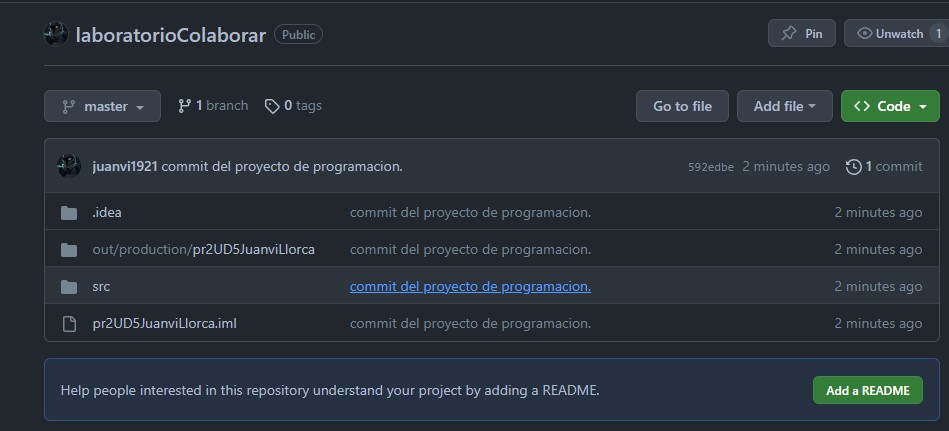 laboratorioColaborar Public Pin Unwatch 1
master 1 branch 0 tags Go to file Add file Code
juanvi1921 commit del proyecto de programacion. 592edbe 2 minutes ago 1 commit
.idea commit del proyecto de programacion. 2 minutes ago
out/production/pr2UD5JuanviLlorca commit del proyecto de programacion. 2 minutes ago
src commit del proyecto de programacion. 2 minutes ago
pr2UD5JuanviLlorca.iml commit del proyecto de programacion. 2 minutes ago
Help people interested in this repository understand your project by adding a README. Add a README